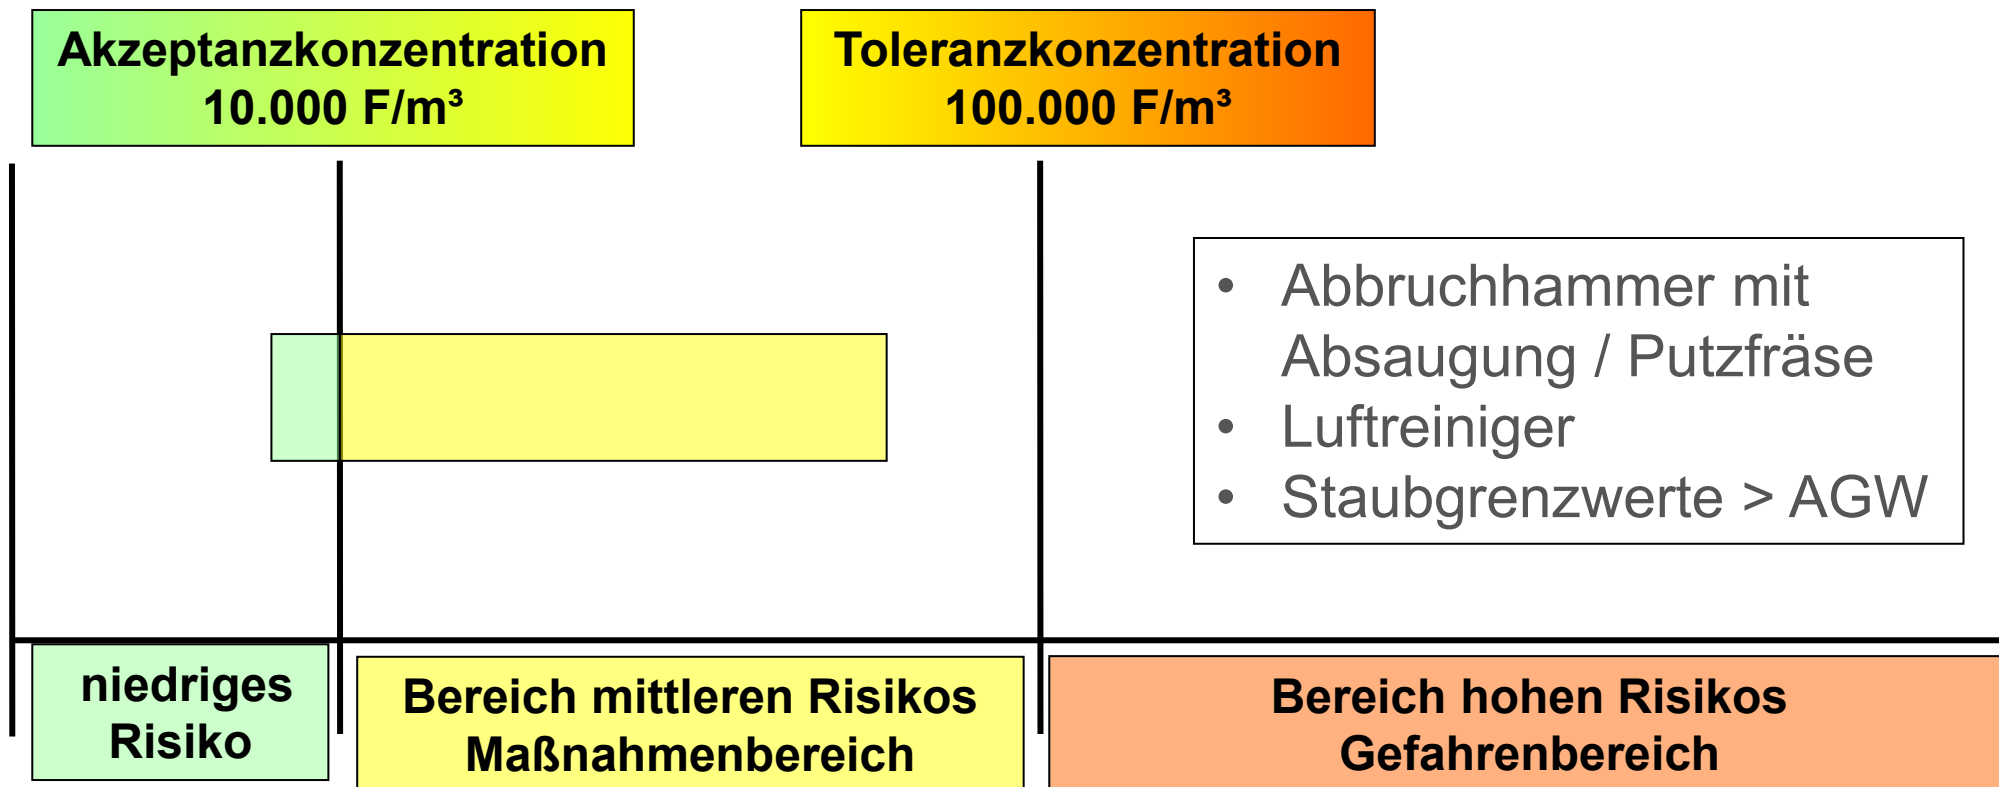 Akzeptanzkonzentration
10.000 F/m³
Toleranzkonzentration
100.000 F/m³
• Abbruchhammer mit
Absaugung / Putzfräse
• Luftreiniger
• Staubgrenzwerte > AGW
niedriges
Risiko
Bereich mittleren Risikos
Maßnahmenbereich
Bereich hohen Risikos
Gefahrenbereich